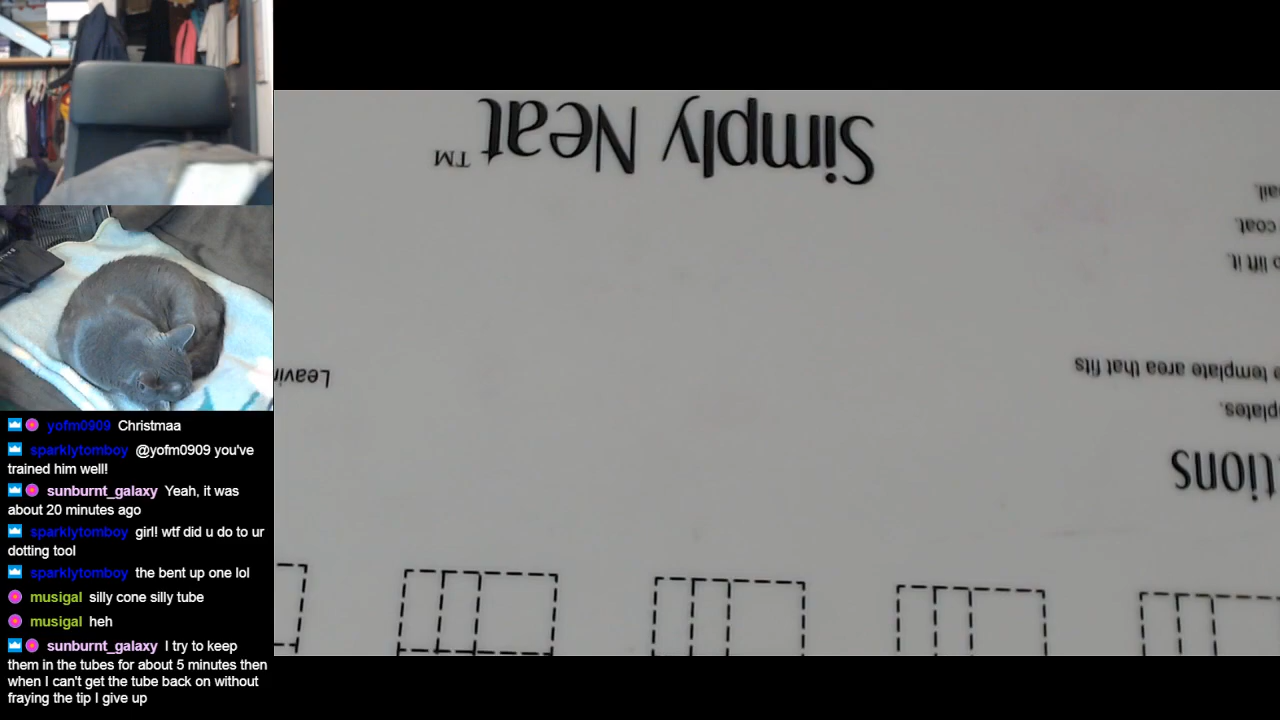 yofm0909 Christmaa
sparklytomboy @yofm0909 you've
trained him well!
sunburnt_galaxy Yeah, it was
about 20 minutes ago
sparklytomboy girl! wtf did u do to ur
dotting tool
sparklytomboy the bent up one lol
musigal silly cone silly tube
musigal heh
sunburnt_galaxy I try to keep
them in the tubes for about 5 minutes then
when I can't get the tube back on without
fraying the tip I give up
tions
plates.
template area that fits
Leavin
lift it.
coat.
ail.
Simply Neat™